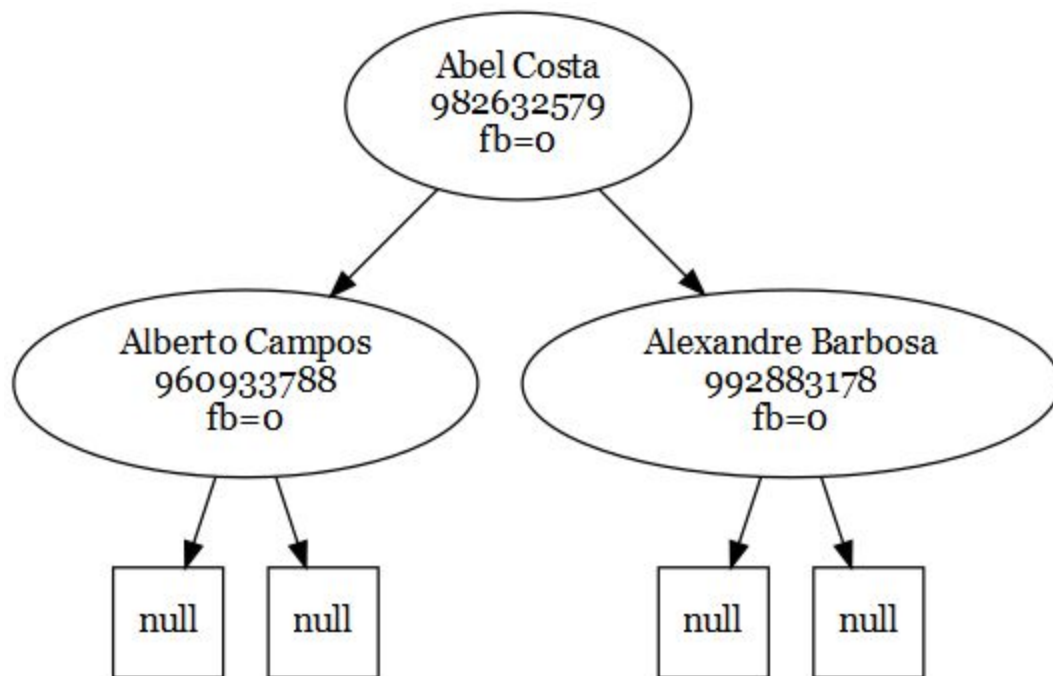 Abel Costa
982632579
fb=0
Alberto Campos
960933788
fb=0
Alexandre Barbosa
992883178
fb=0
null
null
null
null